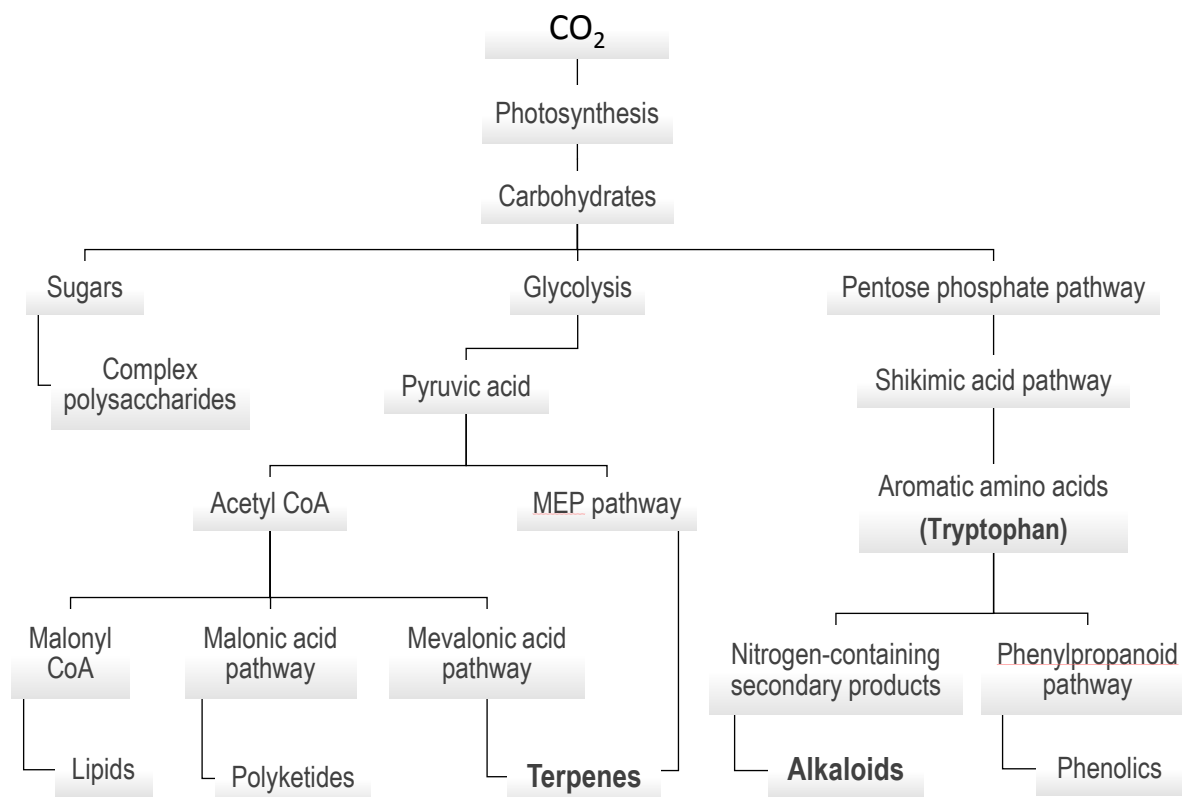 CO₂
Photosynthesis
Carbohydrates
Sugars
Glycolysis
Pentose phosphate pathway
Complex
polysaccharides
Pyruvic acid
Shikimic acid pathway
Acetyl CoA
MEP pathway
Aromatic amino acids
(Tryptophan)
Malonyl
CoA
Malonic acid
pathway
Mevalonic acid
pathway
Nitrogen-containing
secondary products
Phenylpropanoid
pathway
Lipids
Polyketides
Terpenes
Alkaloids
Phenolics